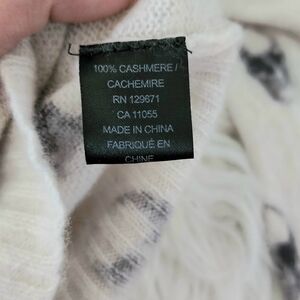 100% CASHMERE /
CACHEMIRE
RN 129671
CA 11055
MADE IN CHINA
FABRIQUÉ EN
CHINE